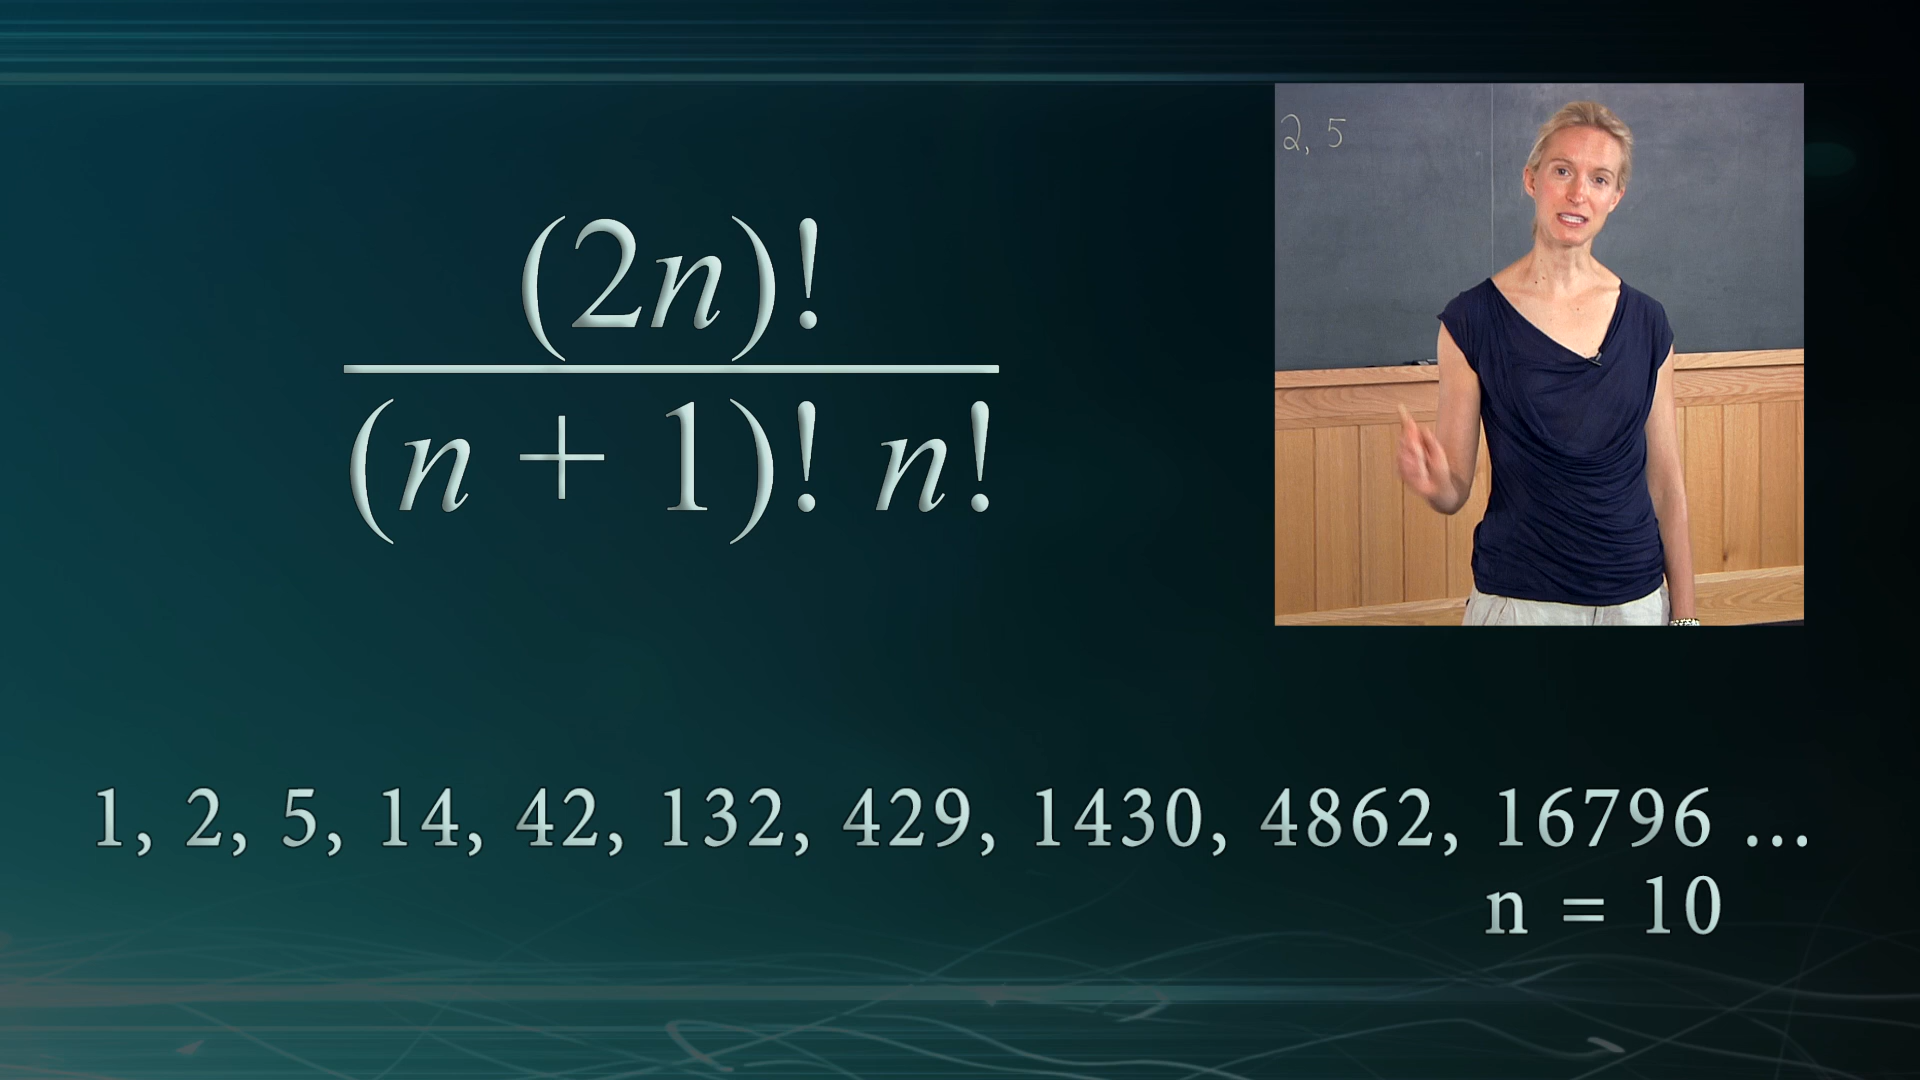 (2n)!
(n + 1)! n!
2, 5
1, 2, 5, 14, 42, 132, 429, 1430, 4862, 16796 ...
n = 10